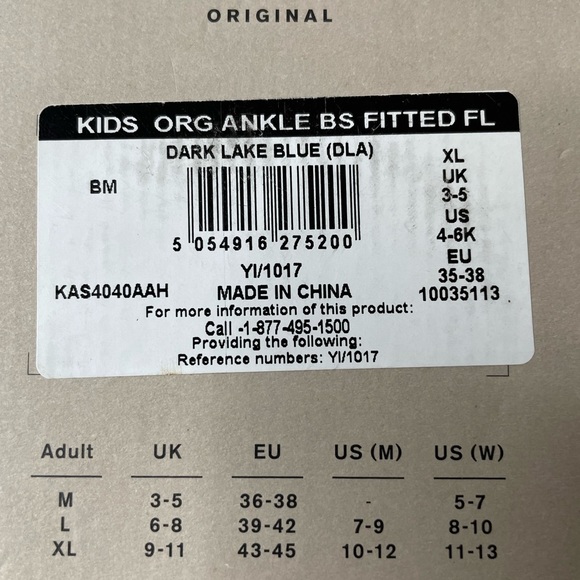 ORIGINAL
KIDS ORG ANKLE BS FITTED FL
DARK LAKE BLUE (DLA)
BM
5 054916 275200
XL
UK
3-5
US
4-6K
EU
35-38
10035113
YI/1017
KAS4040AAH
MADE IN CHINA
For more information of this product:
Call -1-877-495-1500
Providing the following:
Reference numbers: YI/1017
Adult UK EU US (M) US (W)
M 3-5 36-38 - 5-7
L 6-8 39-42 7-9 8-10
XL 9-11 43-45 10-12 11-13